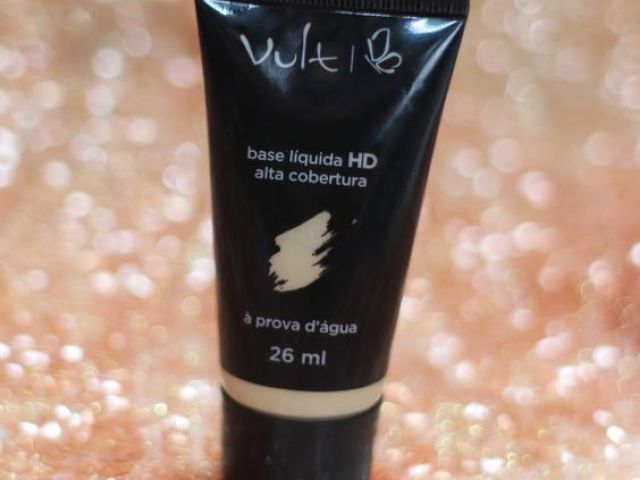 Vult
base líquida HD
alta cobertura
à prova d'água
26 ml